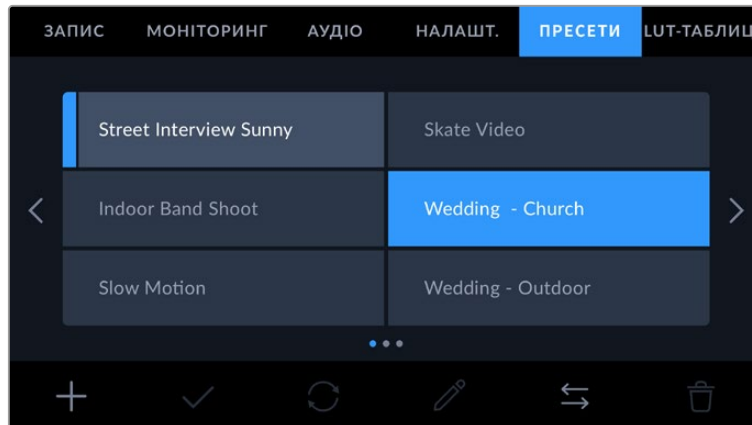 ЗАПИС МОНІТОРИНГ АУДІО НАЛАШТ. ПРЕСЕТИ LUT-ТАБЛИЦ
Street Interview Sunny Skate Video
Indoor Band Shoot Wedding - Church
Slow Motion Wedding - Outdoor